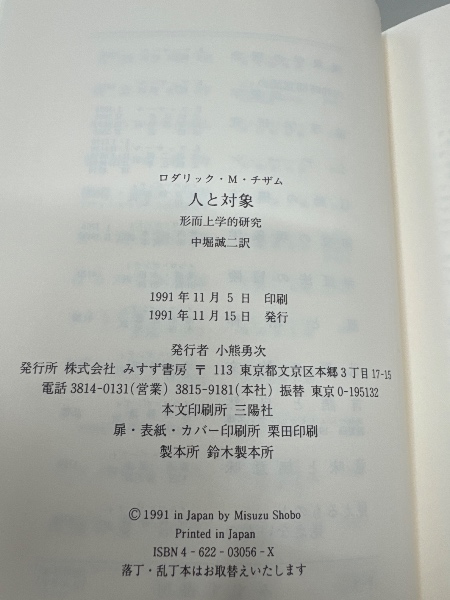 ロダリック・M・チザム
人と対象
形而上学的研究
中堀誠二訳
1991年11月5日 印刷
1991年11月15日 発行
発行者 小熊勇次
発行所 株式会社 みすず書房 〒113 東京都文京区本郷3丁目17-15
電話 3814-0131(営業) 3815-9181(本社) 振替 東京0-195132
本文印刷所 三陽社
扉・表紙・カバー印刷所 栗田印刷
製本所 鈴木製本所
© 1991 in Japan by Misuzu Shobo
Printed in Japan
ISBN 4-622-03056-X
落丁・乱丁本はお取替えいたします